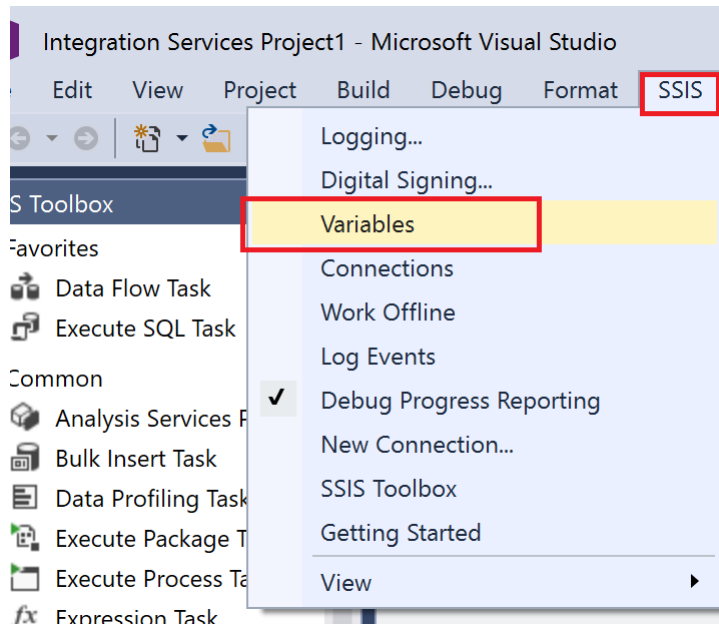 Integration Services Project1 - Microsoft Visual Studio
Edit View Project Build Debug Format SSIS
Logging...
Digital Signing...
S Toolbox
Variables
Favorites
Connections
Data Flow Task
Work Offline
Execute SQL Task
Log Events
Common
Debug Progress Reporting
Analysis Services P
New Connection...
Bulk Insert Task
SSIS Toolbox
Data Profiling Task
Getting Started
Execute Package T
Execute Process Ta
View
fx Expression Task